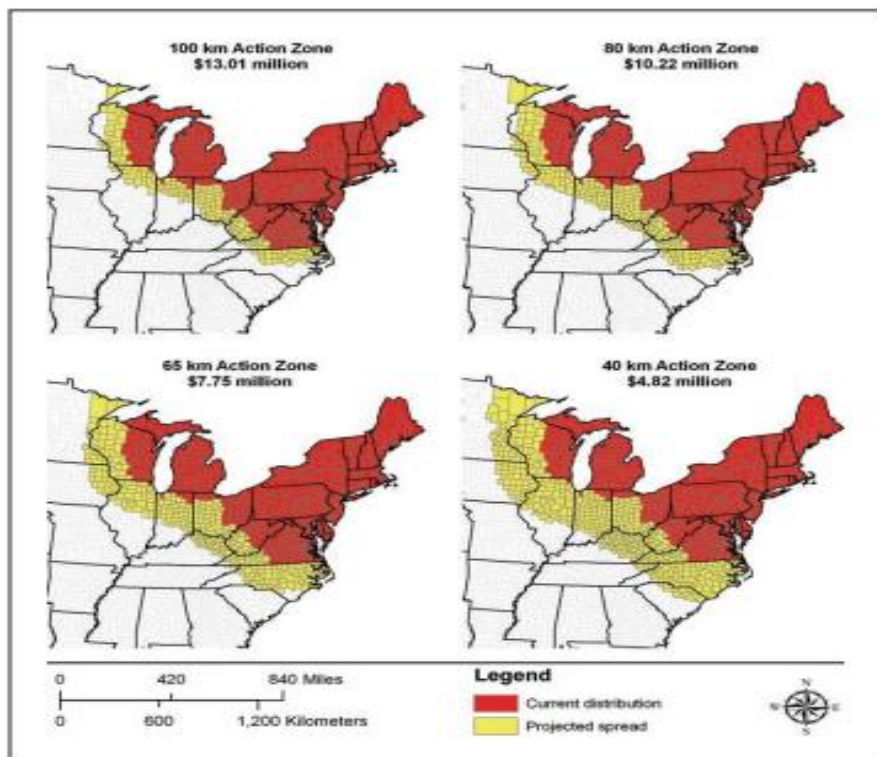 100 km Action Zone
$13.01 million
80 km Action Zone
$10.22 million
65 km Action Zone
$7.75 million
40 km Action Zone
$4.82 million
0 420 840 Miles
0 600 1,200 Kilometers
Legend
Current distribution
Projected spread
N
W E
S